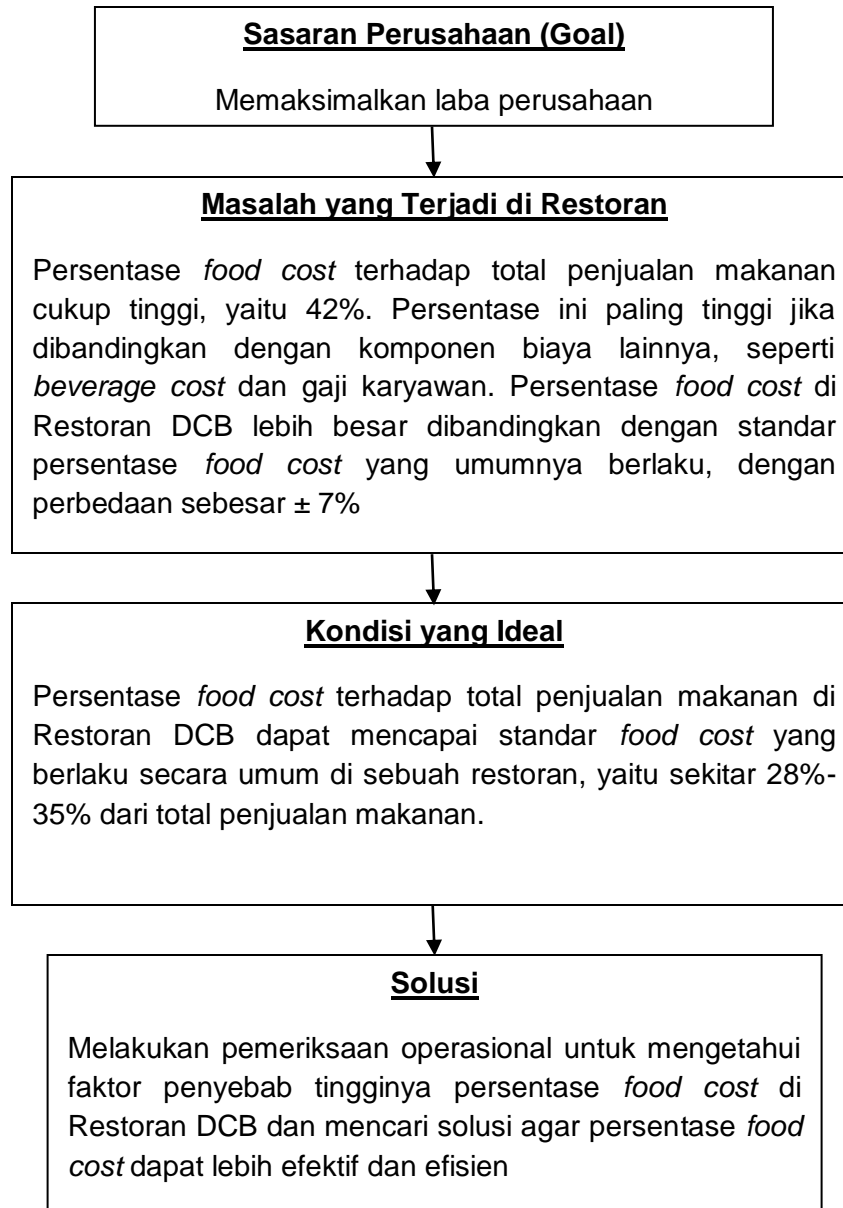 Sasaran Perusahaan (Goal)
Memaksimalkan laba perusahaan
Masalah yang Terjadi di Restoran
Persentase food cost terhadap total penjualan makanan
cukup tinggi, yaitu 42%. Persentase ini paling tinggi jika
dibandingkan dengan komponen biaya lainnya, seperti
beverage cost dan gaji karyawan. Persentase food cost di
Restoran DCB lebih besar dibandingkan dengan standar
persentase food cost yang umumnya berlaku, dengan
perbedaan sebesar ± 7%
Kondisi yang Ideal
Persentase food cost terhadap total penjualan makanan di
Restoran DCB dapat mencapai standar food cost yang
berlaku secara umum di sebuah restoran, yaitu sekitar 28%-
35% dari total penjualan makanan.
Solusi
Melakukan pemeriksaan operasional untuk mengetahui
faktor penyebab tingginya persentase food cost di
Restoran DCB dan mencari solusi agar persentase food
cost dapat lebih efektif dan efisien